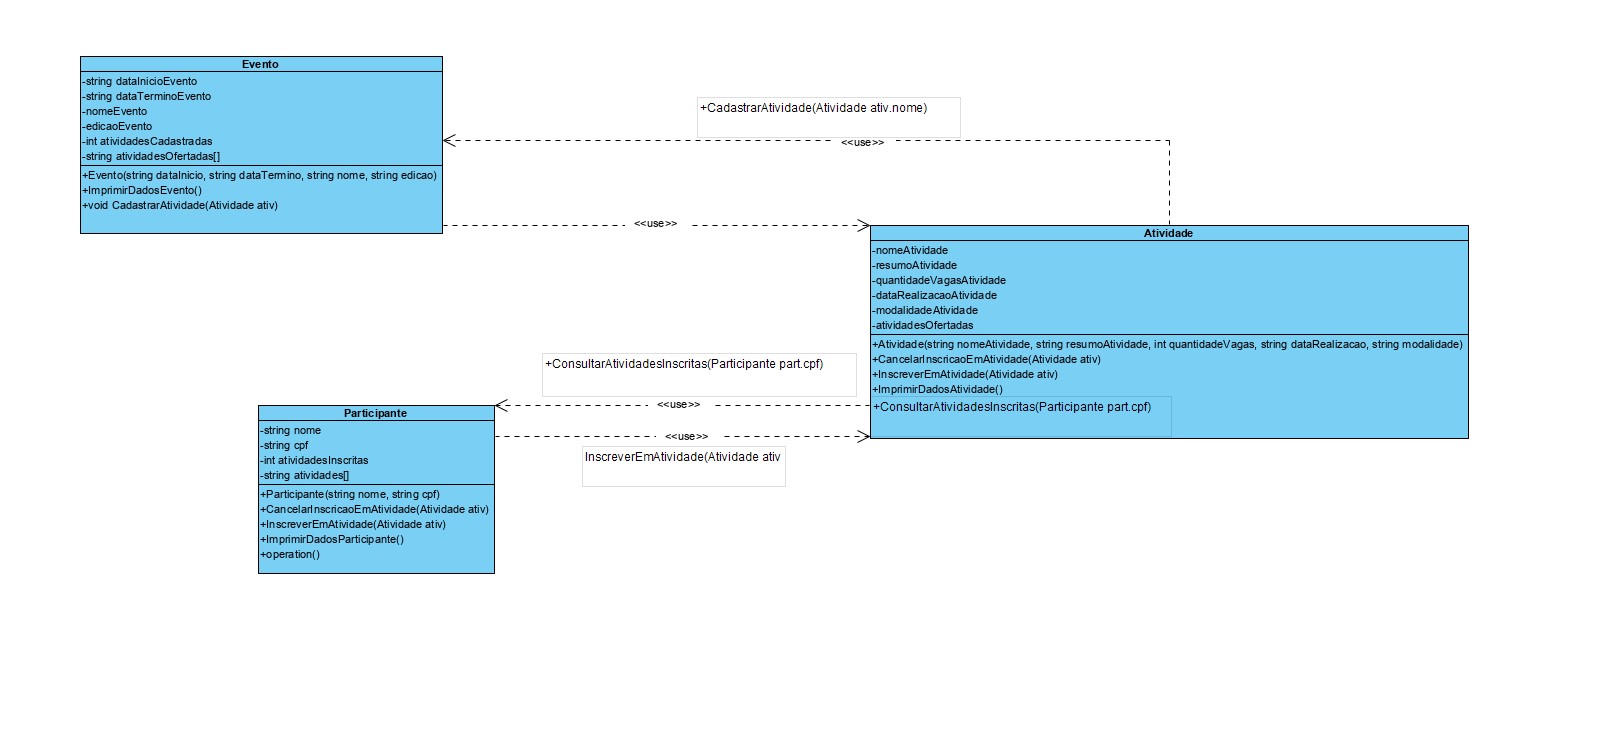 Evento
-string dataInicioEvento
-string dataTerminoEvento
-nomeEvento
-edicaoEvento
-int atividadesCadastradas
-string atividadesOfertadas[]
+Evento(string dataInicio, string dataTermino, string nome, string edicao)
+ImprimirDadosEvento()
+void CadastrarAtividade(Atividade ativ)
+CadastrarAtividade(Atividade ativ.nome)
<<use>>
<<use>>
Atividade
-nomeAtividade
-resumoAtividade
-quantidadeVagasAtividade
-dataRealizacaoAtividade
-modalidadeAtividade
-atividadesOfertadas
+Atividade(string nomeAtividade, string resumoAtividade, int quantidadeVagas, string dataRealizacao, string modalidade)
+CancelarInscricaoEmAtividade(Atividade ativ)
+InscreverEmAtividade(Atividade ativ)
+ImprimirDadosAtividade()
+ConsultarAtividadesInscritas(Participante part.cpf)
+ConsultarAtividadesInscritas(Participante part.cpf)
<<use>>
<<use>>
InscreverEmAtividade(Atividade ativ
Participante
-string nome
-string cpf
-int atividadesInscritas
-string atividades[]
+Participante(string nome, string cpf)
+CancelarInscricaoEmAtividade(Atividade ativ)
+InscreverEmAtividade(Atividade ativ)
+ImprimirDadosParticipante()
+operation()